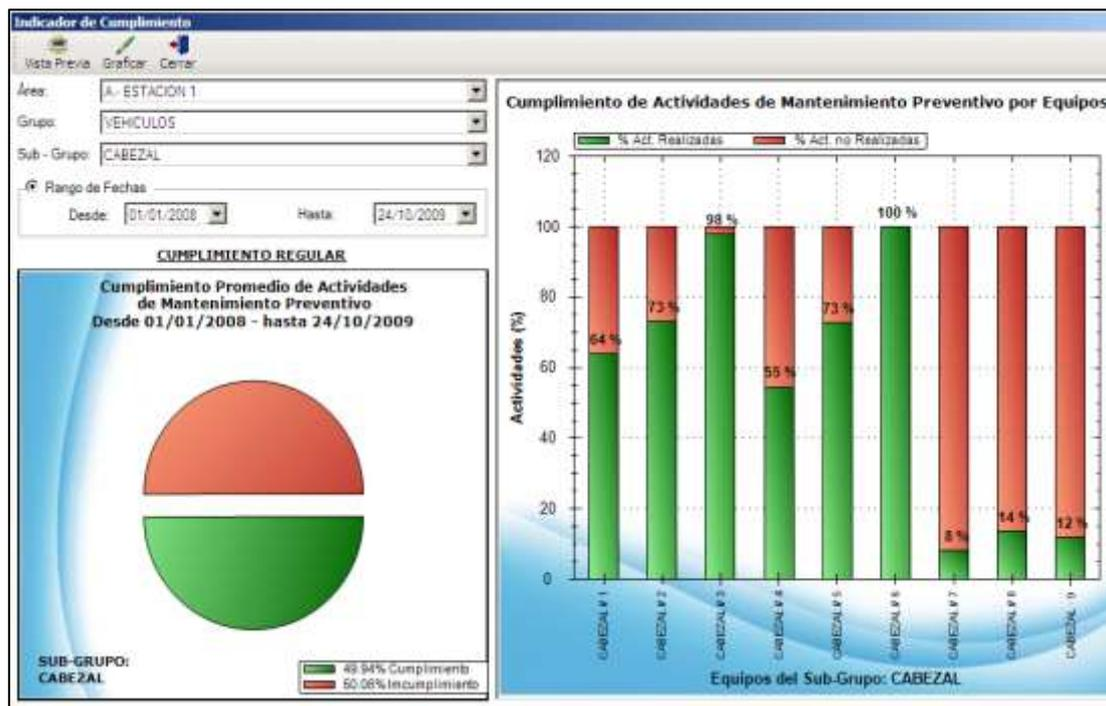 Indicador de Cumplimiento
Vista Previa Graficar Cerrar
Área: A.- ESTACION 1
Grupo: VEHICULOS
Sub - Grupo: CABEZAL
Rango de Fechas
Desde: 01/01/2008 Hasta: 24/10/2009
CUMPLIMIENTO REGULAR
Cumplimiento Promedio de Actividades
de Mantenimiento Preventivo
Desde 01/01/2008 - hasta 24/10/2009
SUB-GRUPO:
CABEZAL
49.94% Cumplimiento
50.06% Incumplimiento
Cumplimiento de Actividades de Mantenimiento Preventivo por Equipos
% Act. Realizadas % Act. no Realizadas
Actividades (%)
120
100
80
60
40
20
0
64 %
73 %
98 %
55 %
73 %
100 %
8 %
14 %
12 %
CABEZAL # 1
CABEZAL # 2
CABEZAL # 3
CABEZAL # 4
CABEZAL # 5
CABEZAL # 6
CABEZAL # 7
CABEZAL # 8
CABEZAL 9
Equipos del Sub-Grupo: CABEZAL